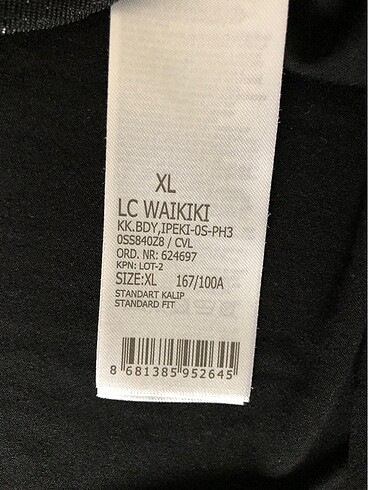 XL
LC WAIKIKI
KK.BDY,IPEKI-0S-PH3
0SS840Z8 / CVL
ORD. NR: 624697
KPN: LOT-2
SIZE:XL 167/100A
STANDART KALIP
STANDARD FIT
8 681385 952645